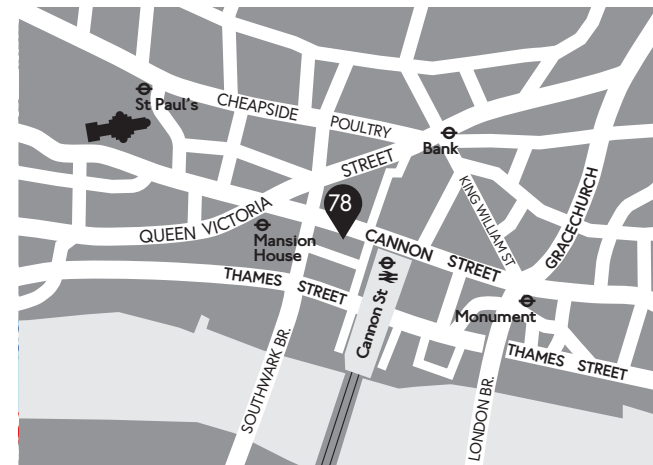 St Paul's
CHEAPSIDE
POULTRY
Bank
STREET
KING WILLIAM ST
GRACECHURCH
78
QUEEN VICTORIA
Mansion
House
CANNON STREET
THAMES STREET
Cannon St
Monument
THAMES STREET
SOUTHWARK BR.
LONDON BR.